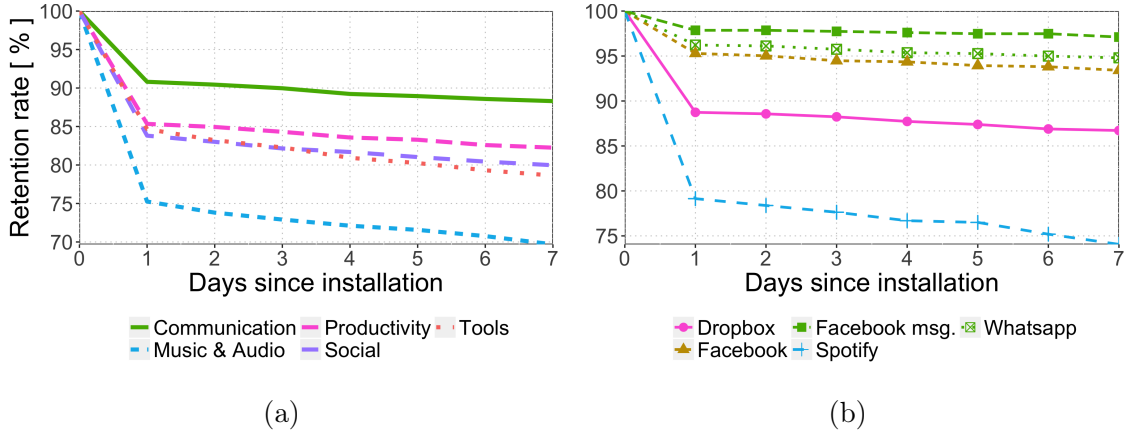 Retention rate [ % ]
100
95
90
85
80
75
70
0 1 2 3 4 5 6 7
Days since installation
Communication Productivity Tools
Music & Audio Social
(a)
100
95
90
85
80
75
0 1 2 3 4 5 6 7
Days since installation
Dropbox Facebook msg. Whatsapp
Facebook Spotify
(b)